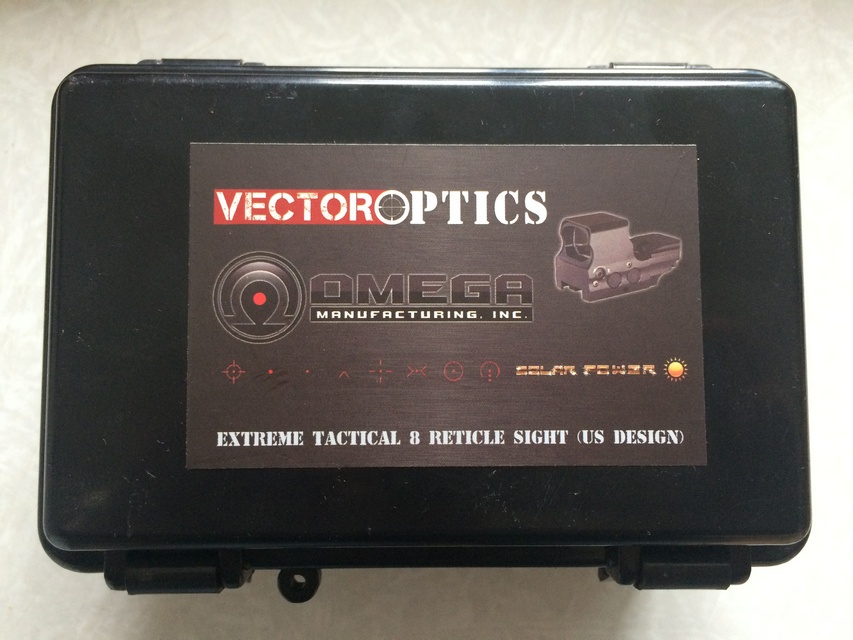 VECTOROPTICS
OMEGA
MANUFACTURING, INC.
SOLAR POWER
EXTREME TACTICAL 8 RETICLE SIGHT (US DESIGN)